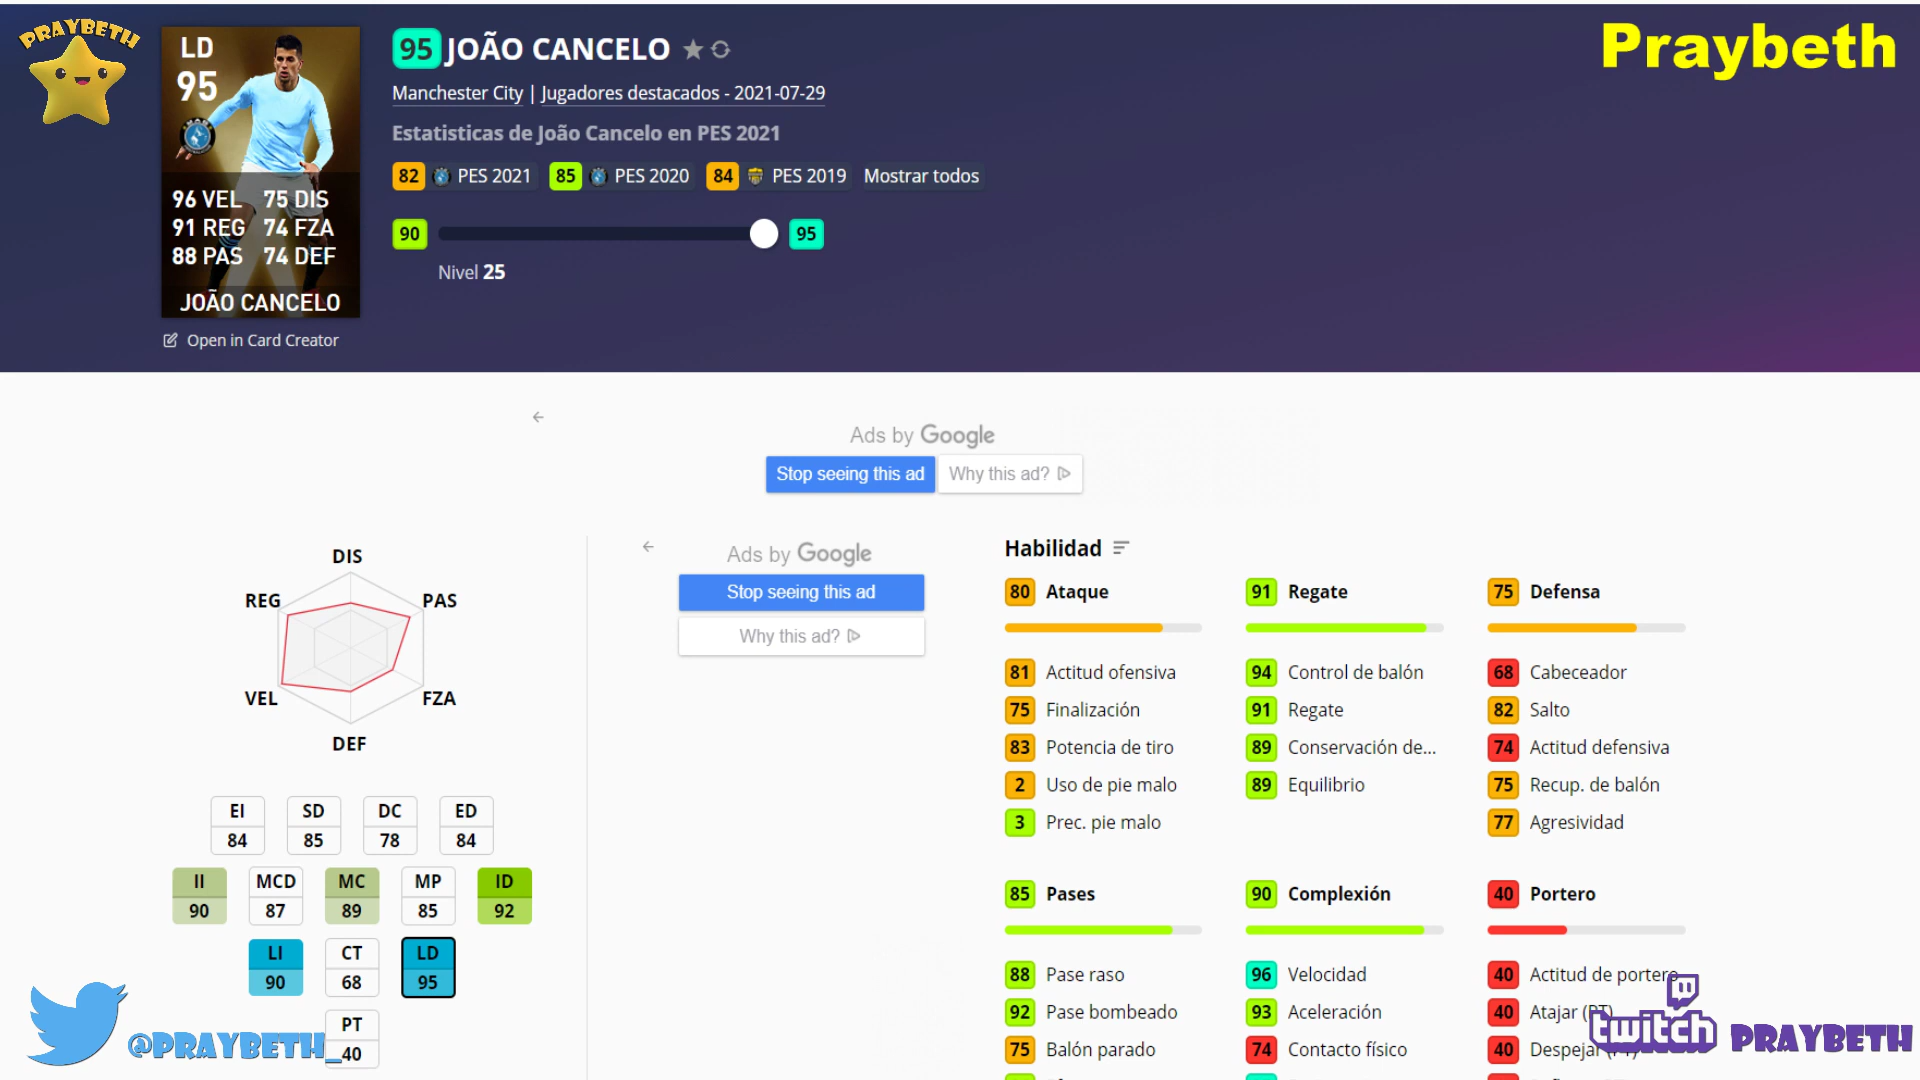 PRAYBETH
LD
95
96 VEL 75 DIS
91 REG 74 FZA
88 PAS 74 DEF
JOÃO CANCELO
Open in Card Creator
95 JOÃO CANCELO
Manchester City | Jugadores destacados - 2021-07-29
Estatisticas de João Cancelo en PES 2021
82 PES 2021 85 PES 2020 84 PES 2019 Mostrar todos
90 95
Nivel 25
Praybeth
Ads by Google
Stop seeing this ad Why this ad?
DIS
REG PAS
VEL FZA
DEF
EI SD DC ED
84 85 78 84
II MCD MC MP ID
90 87 89 85 92
LI CT LD
90 68 95
PT
40
@PRAYBETH_
Ads by Google
Stop seeing this ad
Why this ad?
Habilidad
80 Ataque
81 Actitud ofensiva
75 Finalización
83 Potencia de tiro
2 Uso de pie malo
3 Prec. pie malo
91 Regate
94 Control de balón
91 Regate
89 Conservación de...
89 Equilibrio
75 Defensa
68 Cabeceador
82 Salto
74 Actitud defensiva
75 Recup. de balón
77 Agresividad
85 Pases
88 Pase raso
92 Pase bombeado
75 Balón parado
90 Complexión
96 Velocidad
93 Aceleración
74 Contacto físico
40 Portero
40 Actitud de portero
40 Atajar (PT)
40 Despejar (PT)
twitch PRAYBETH